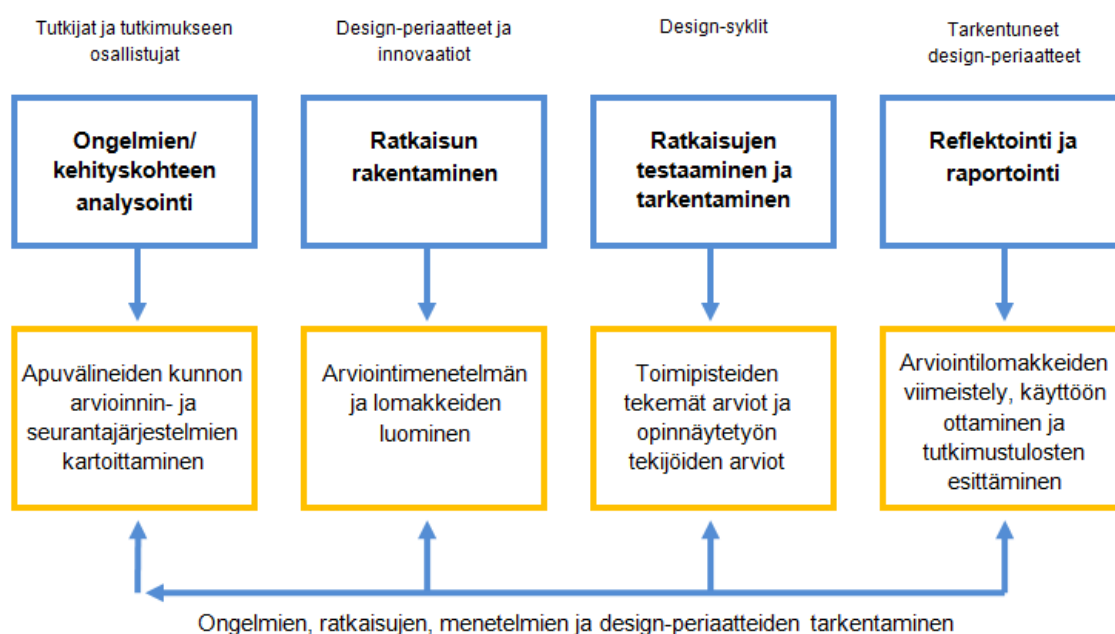 Tutkijat ja tutkimukseen
osallistujat
Design-periaatteet ja
innovaatiot
Design-syklit
Tarkentuneet
design-periaatteet
Ongelmien/
kehityskohteen
analysointi
Ratkaisun
rakentaminen
Ratkaisujen
testaaminen ja
tarkentaminen
Reflektointi ja
raportointi
Apuvälineiden kunnon
arvioinnin- ja
seurantajärjestelmien
kartoittaminen
Arviointimenetelmän
ja lomakkeiden
luominen
Toimipisteiden
tekemät arviot ja
opinnäytetyön
tekijöiden arviot
Arviointilomakkeiden
viimeistely, käyttöön
ottaminen ja
tutkimustulosten
esittäminen
Ongelmien, ratkaisujen, menetelmien ja design-periaatteiden tarkentaminen